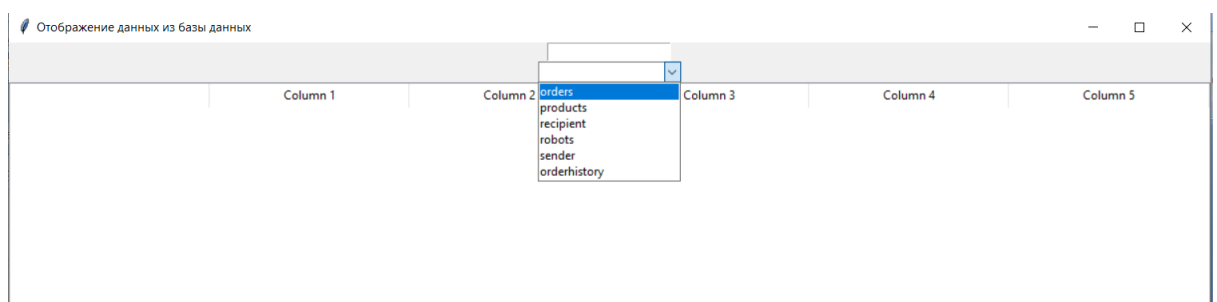 Отображение данных из базы данных
Column 1 Column 2 Column 3 Column 4 Column 5
orders
products
recipient
robots
sender
orderhistory